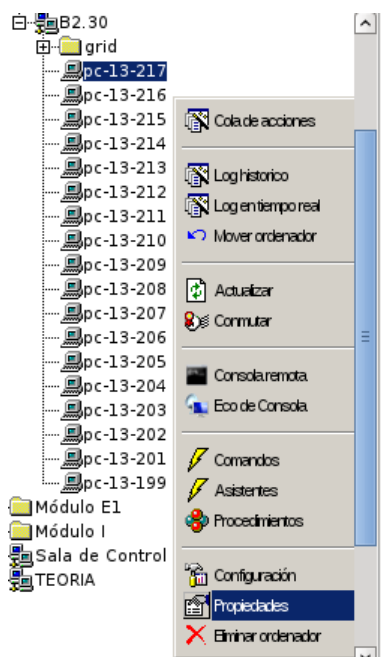 B2.30
grid
pc-13-217
pc-13-216
pc-13-215
pc-13-214
pc-13-213
pc-13-212
pc-13-211
pc-13-210
pc-13-209
pc-13-208
pc-13-207
pc-13-206
pc-13-205
pc-13-204
pc-13-203
pc-13-202
pc-13-201
pc-13-199
Módulo E1
Módulo I
Sala de Control
TEORIA
Cola de acciones
Log historico
Log en tiempo real
Mover ordenador
Actualizar
Conmutar
Consola remota
Eco de Consola
Comandos
Asistentes
Procedimientos
Configuración
Propiedades
Eliminar ordenador